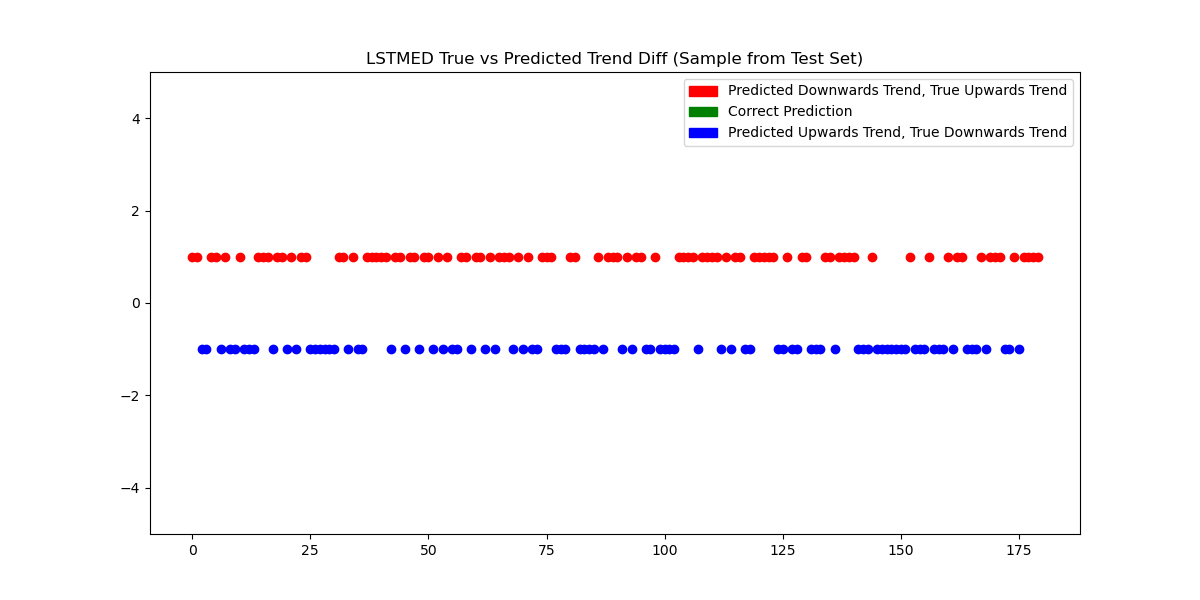 LSTMED True vs Predicted Trend Diff (Sample from Test Set)
Predicted Downwards Trend, True Upwards Trend
Correct Prediction
Predicted Upwards Trend, True Downwards Trend
4
2
0
−2
−4
0 25 50 75 100 125 150 175